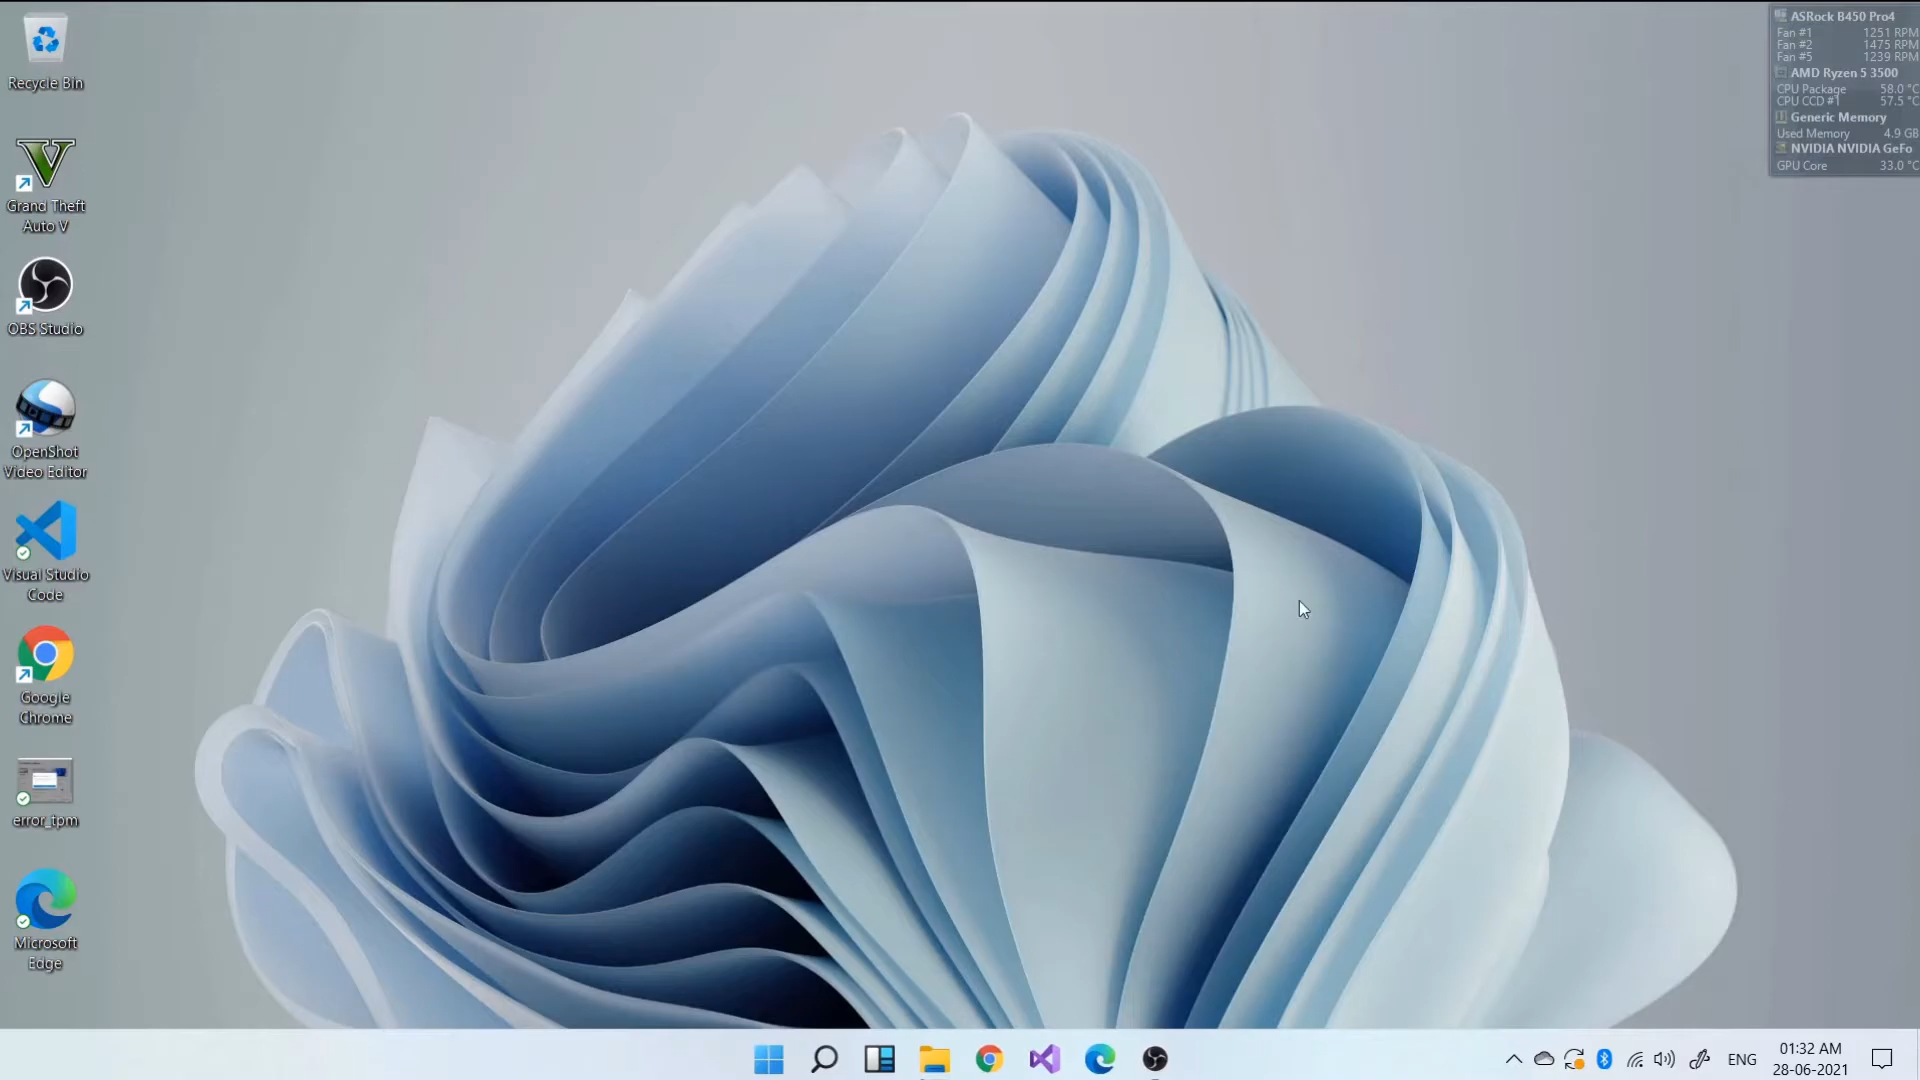 Recycle Bin
Grand Theft
Auto V
OBS Studio
OpenShot
Video Editor
Visual Studio
Code
Google
Chrome
error_tpm
Microsoft
Edge
ASRock B450 Pro4
Fan #1 1251 RPM
Fan #2 1475 RPM
Fan #5 1239 RPM
AMD Ryzen 5 3500
CPU Package 58.0 °C
CPU CCD #1 57.5 °C
Generic Memory
Used Memory 4.9 GB
NVIDIA NVIDIA GeFo
GPU Core 33.0 °C
ENG
01:32 AM
28-06-2021